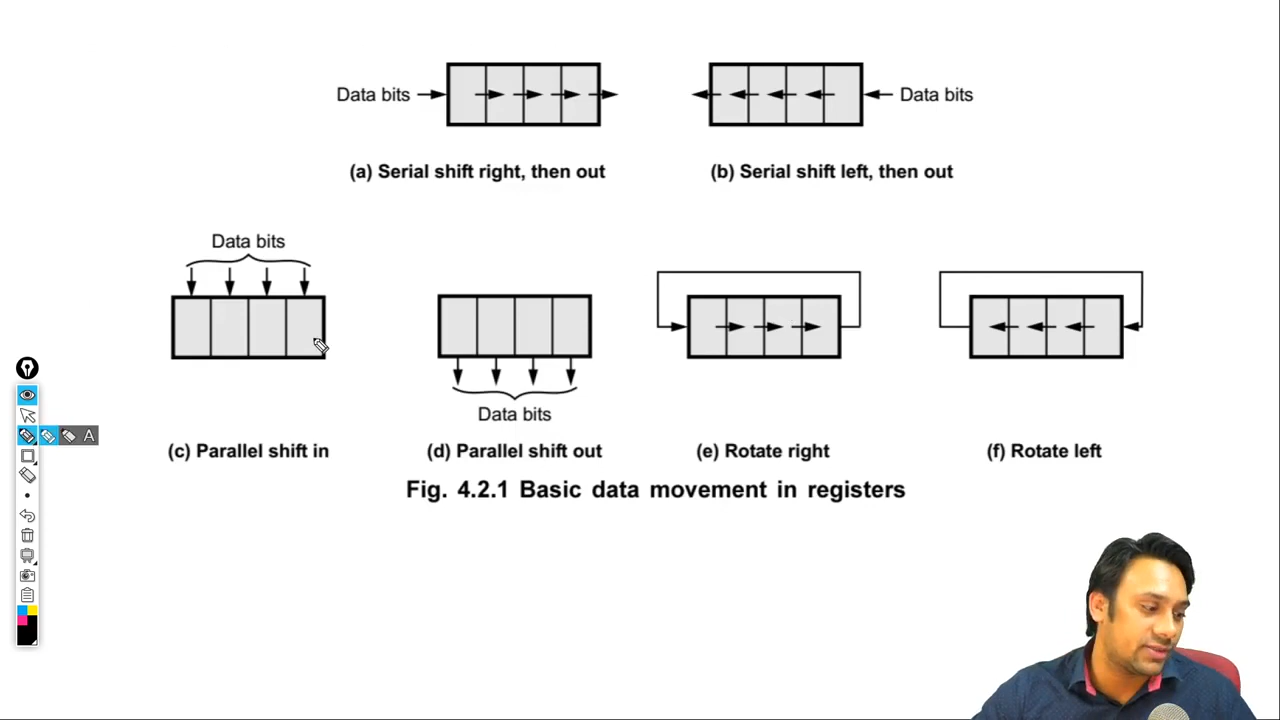 Data bits
Data bits
(a) Serial shift right, then out
(b) Serial shift left, then out
Data bits
Data bits
(c) Parallel shift in
(d) Parallel shift out
(e) Rotate right
(f) Rotate left
Fig. 4.2.1 Basic data movement in registers
A